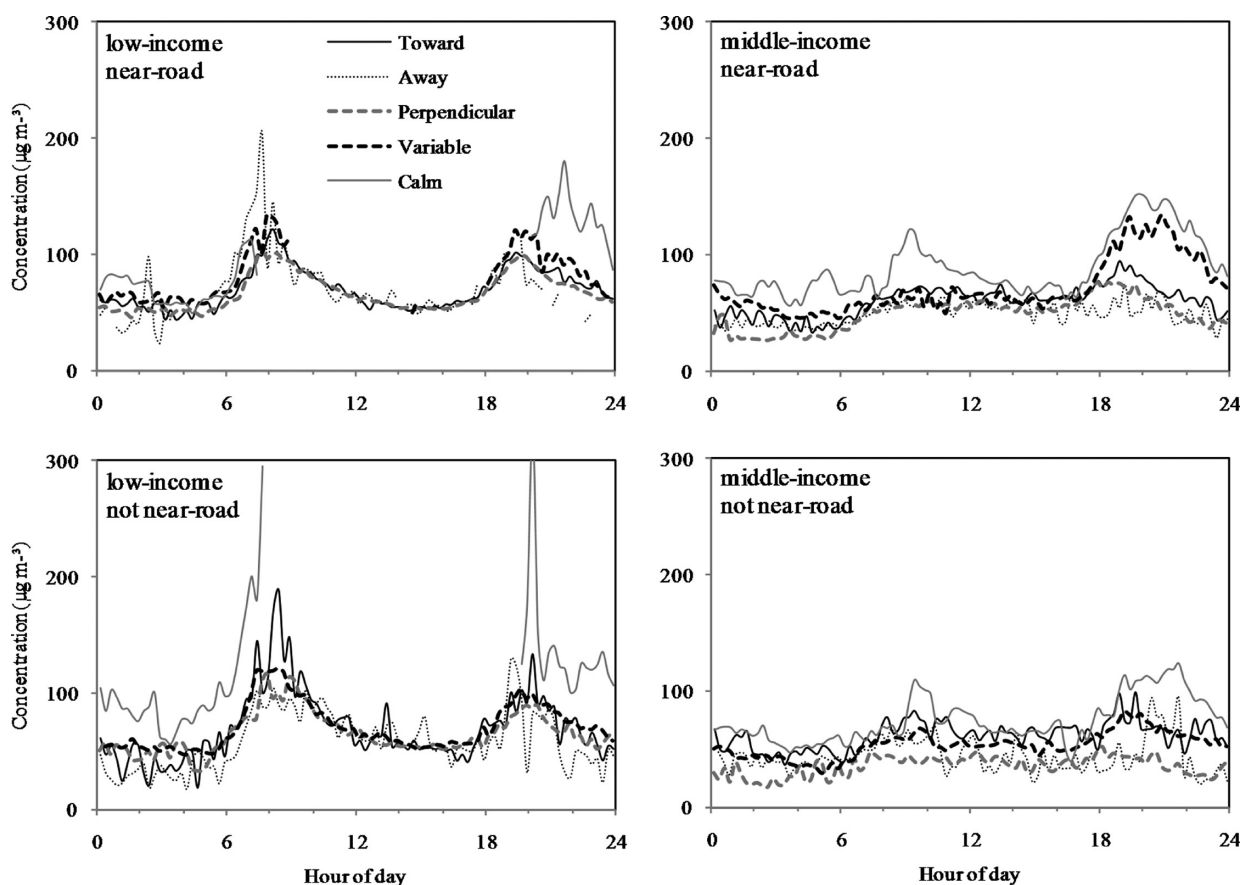 low-income
near-road
Toward
Away
Perpendicular
Variable
Calm
Concentration (µg m-³)
300
200
100
0
0 6 12 18 24
middle-income
near-road
300
200
100
0
0 6 12 18 24
low-income
not near-road
Concentration (µg m-³)
300
200
100
0
0 6 12 18 24
Hour of day
middle-income
not near-road
300
200
100
0
0 6 12 18 24
Hour of day